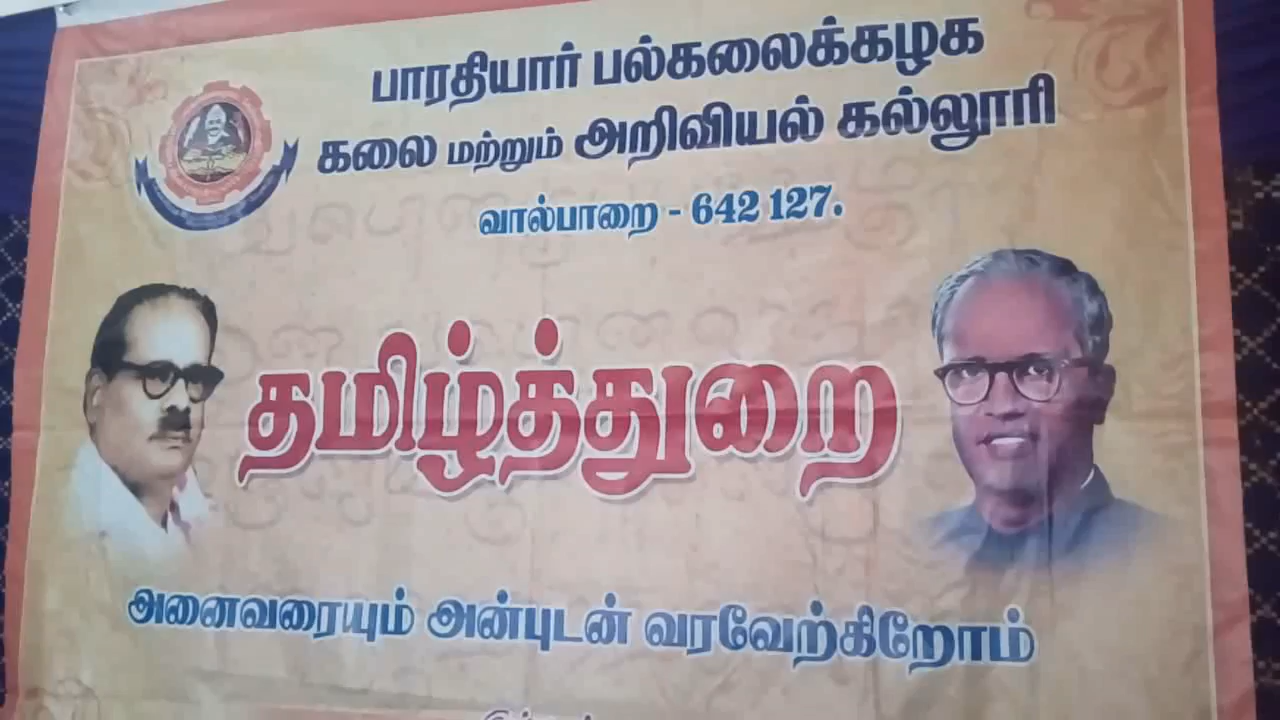 பாரதியார் பல்கலைக்கழக
கலை மற்றும் அறிவியல் கல்லூரி
வால்பாறை - 642 127.
தமிழ்த்துறை
அனைவரையும் அன்புடன் வரவேற்கிறோம்